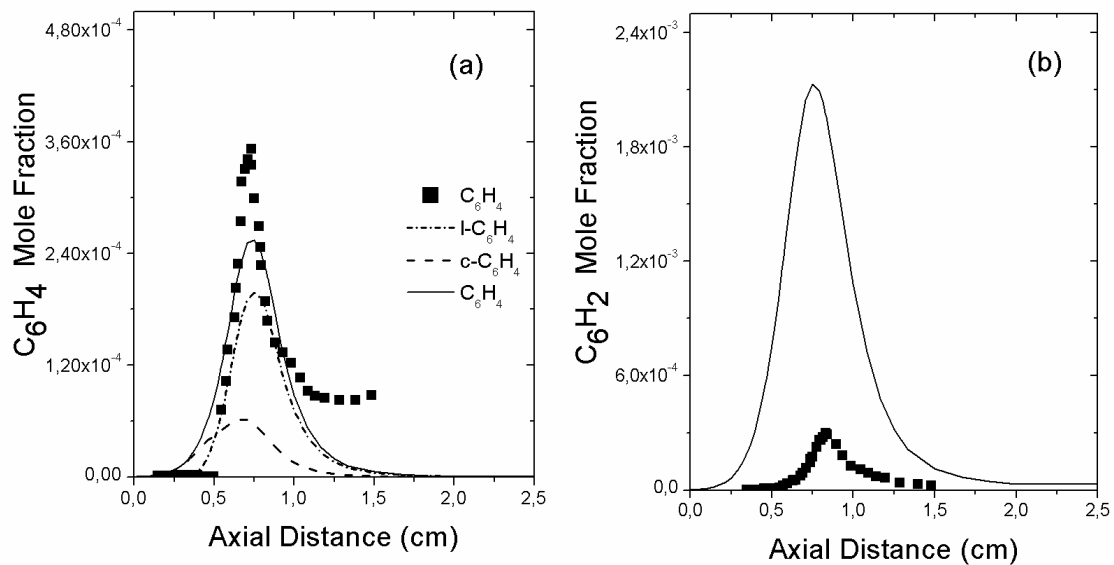 (a)
4,80x10⁻⁴
3,60x10⁻⁴
2,40x10⁻⁴
1,20x10⁻⁴
0,00
C₆H₄ Mole Fraction
C₆H₄
l-C₆H₄
c-C₆H₄
C₆H₄
0,0 0,5 1,0 1,5 2,0 2,5
Axial Distance (cm)
(b)
2,4x10⁻³
1,8x10⁻³
1,2x10⁻³
6,0x10⁻⁴
0,0
C₆H₂ Mole Fraction
0,0 0,5 1,0 1,5 2,0 2,5
Axial Distance (cm)